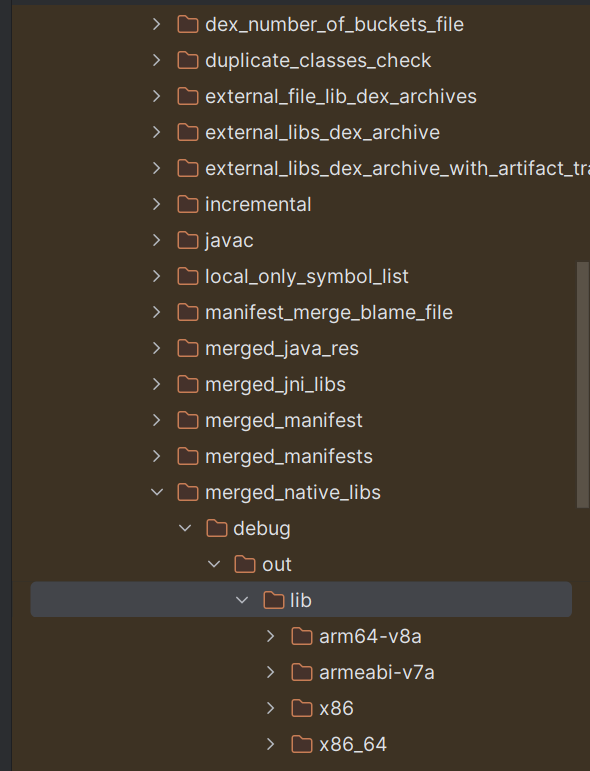 dex_number_of_buckets_file
duplicate_classes_check
external_file_lib_dex_archives
external_libs_dex_archive
external_libs_dex_archive_with_artifact_tra
incremental
javac
local_only_symbol_list
manifest_merge_blame_file
merged_java_res
merged_jni_libs
merged_manifest
merged_manifests
merged_native_libs
debug
out
lib
arm64-v8a
armeabi-v7a
x86
x86_64